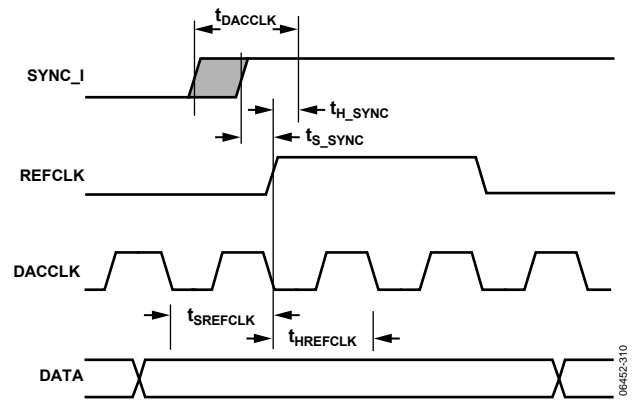 tDACCLK
SYNC_I
tH_SYNC
tS_SYNC
REFCLK
DACCLK
tSREFCLK
tHREFCLK
DATA
06452-310